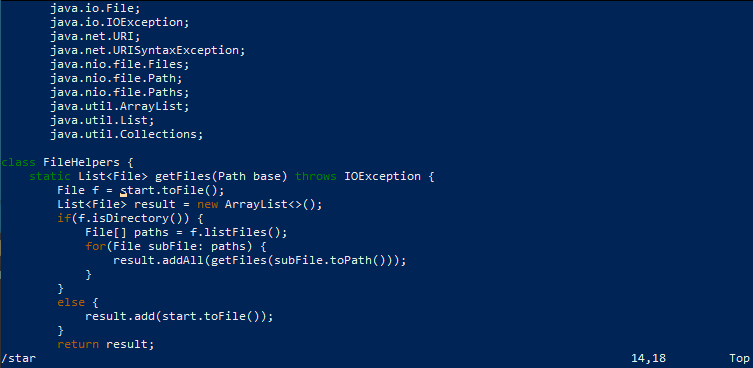 java.io.File;
java.io.IOException;
java.net.URI;
java.net.URISyntaxException;
java.nio.file.Files;
java.nio.file.Path;
java.nio.file.Paths;
java.util.ArrayList;
java.util.List;
java.util.Collections;
class FileHelpers {
static List<File> getFiles(Path base) throws IOException {
File f = start.toFile();
List<File> result = new ArrayList<>();
if(f.isDirectory()) {
File[] paths = f.listFiles();
for(File subFile: paths) {
result.addAll(getFiles(subFile.toPath()));
}
}
else {
result.add(start.toFile());
}
return result;
/star 14,18 Top